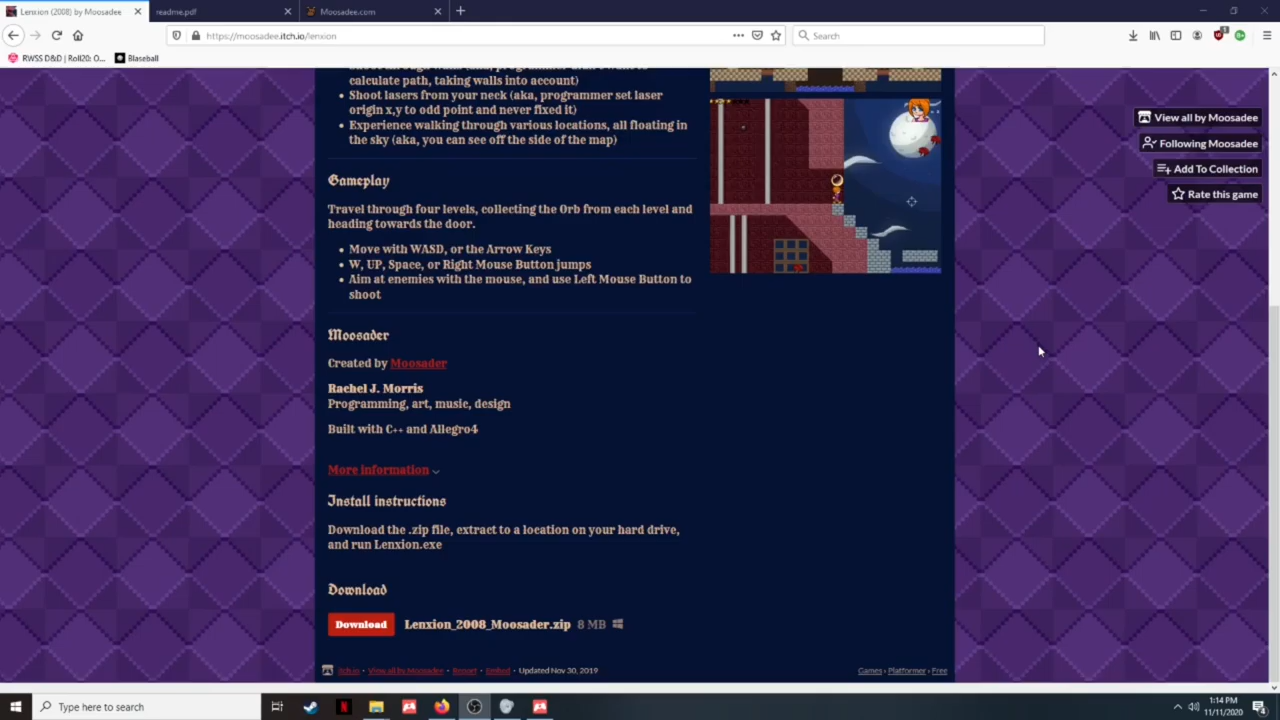 Lenxion (2008) by Moosadee
readme.pdf
Moosadee.com
https://moosadee.itch.io/lenxion
Search
RWSS D&D | Roll20: O...
Blaseball
calculate path, taking walls into account)
Shoot lasers from your neck (aka, programmer set laser
origin x,y to odd point and never fixed it)
Experience walking through various locations, all floating in
the sky (aka, you can see off the side of the map)
View all by Moosadee
Following Moosadee
Add To Collection
Rate this game
Gameplay
Travel through four levels, collecting the Orb from each level and
heading towards the door.
Move with WASD, or the Arrow Keys
W, UP, Space, or Right Mouse Button jumps
Aim at enemies with the mouse, and use Left Mouse Button to
shoot
Moosader
Created by Moosader
Rachel J. Morris
Programming, art, music, design
Built with C++ and Allegro4
More information
Install instructions
Download the .zip file, extract to a location on your hard drive,
and run Lenxion.exe
Download
Download Lenxion_2008_Moosader.zip 8 MB
itch.io · View all by Moosadee · Report · Embed · Updated Nov 30, 2019
Games › Platformer › Free
Type here to search
1:14 PM
11/11/2020